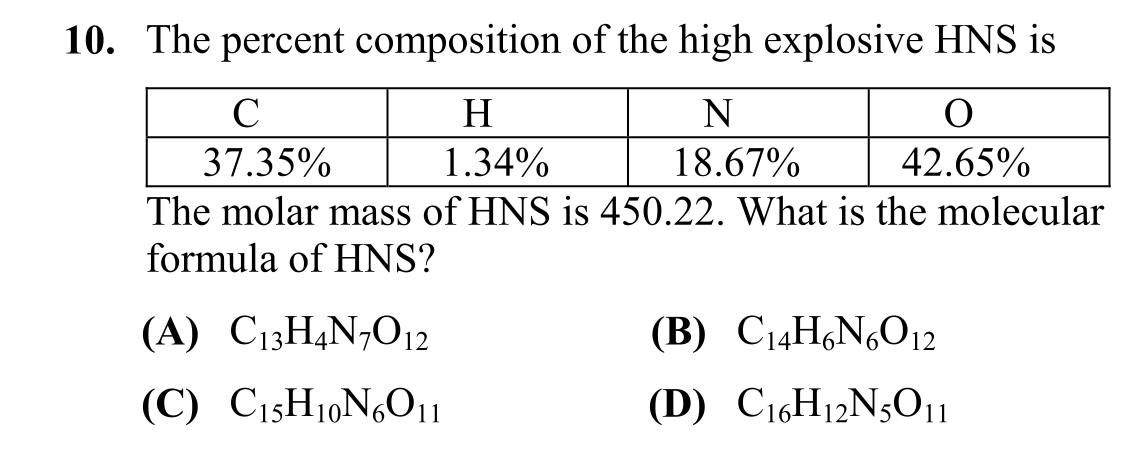 10. The percent composition of the high explosive HNS is
C H N O
37.35% 1.34% 18.67% 42.65%
The molar mass of HNS is 450.22. What is the molecular
formula of HNS?
(A) C₁₃H₄N₇O₁₂ (B) C₁₄H₆N₆O₁₂
(C) C₁₅H₁₀N₆O₁₁ (D) C₁₆H₁₂N₅O₁₁